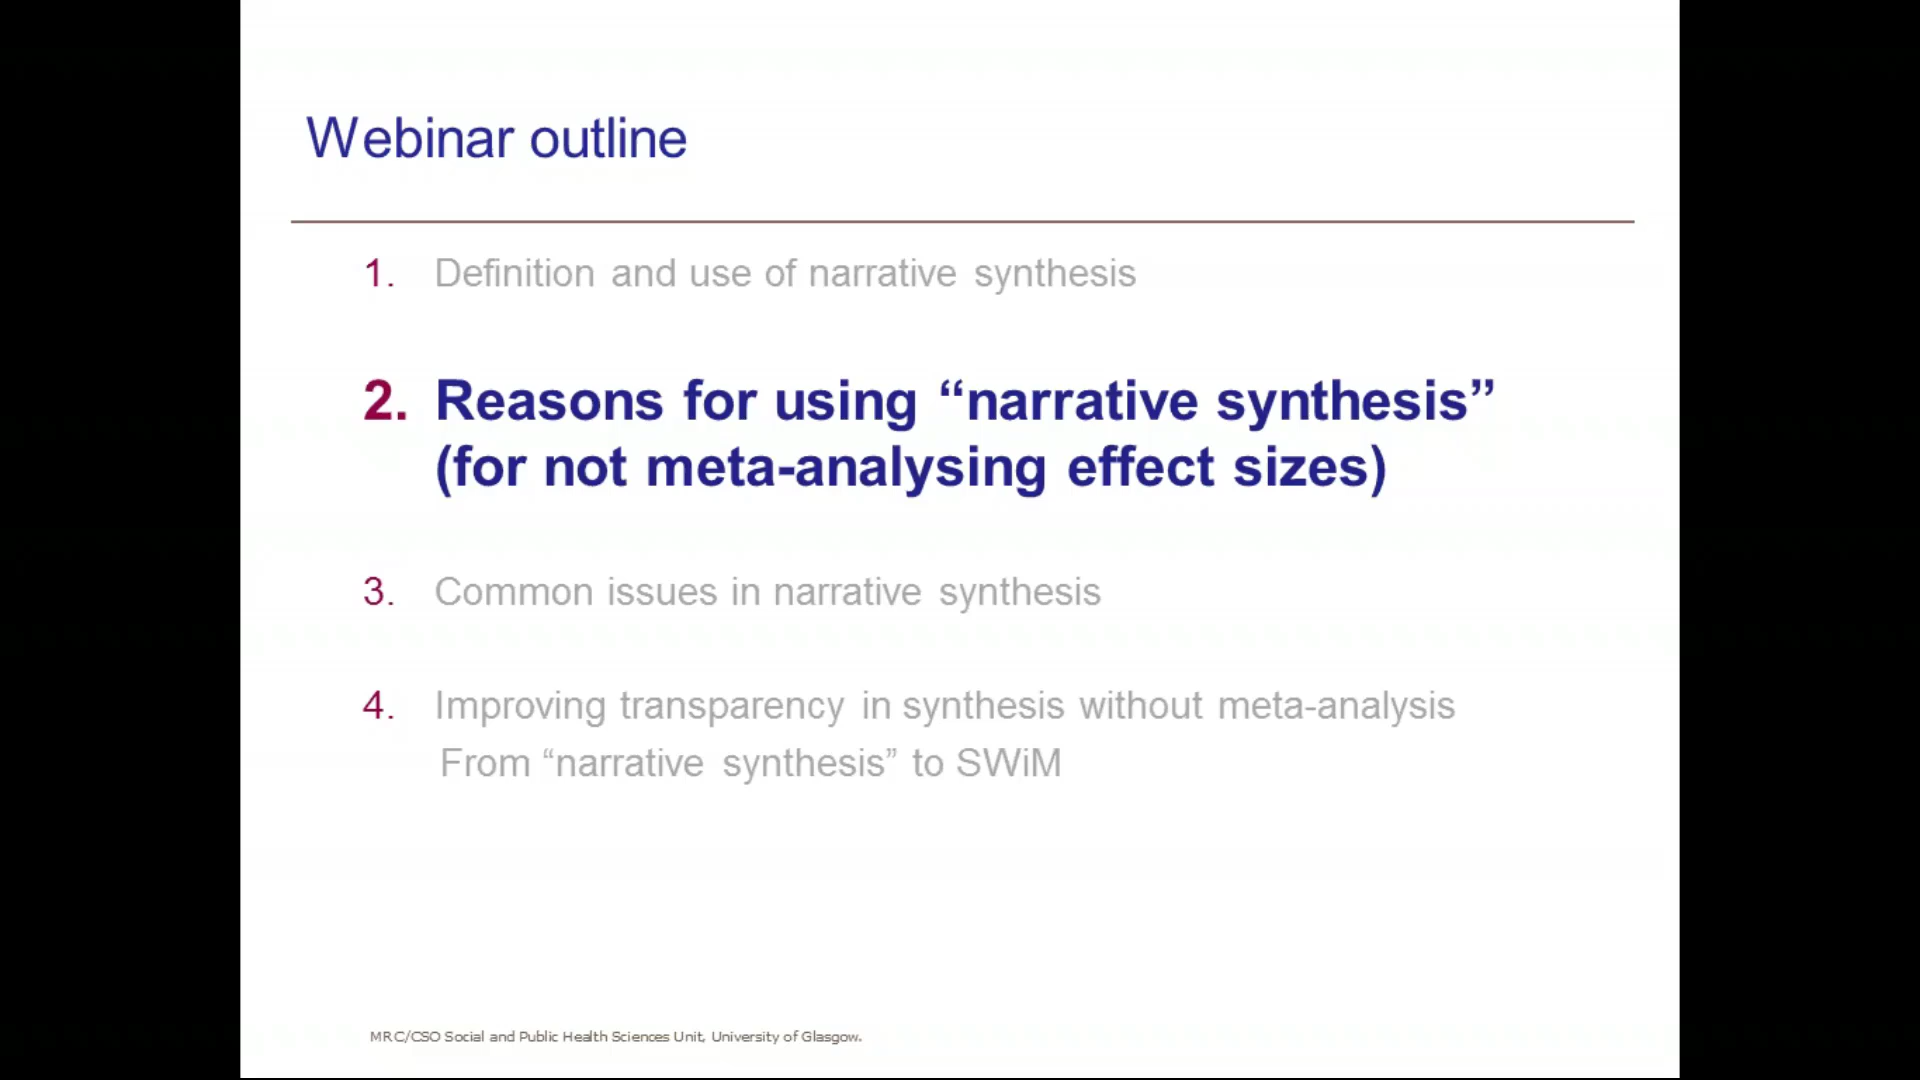 Webinar outline
1. Definition and use of narrative synthesis
2. Reasons for using “narrative synthesis”
(for not meta-analysing effect sizes)
3. Common issues in narrative synthesis
4. Improving transparency in synthesis without meta-analysis
From “narrative synthesis” to SWiM
MRC/CSO Social and Public Health Sciences Unit, University of Glasgow.